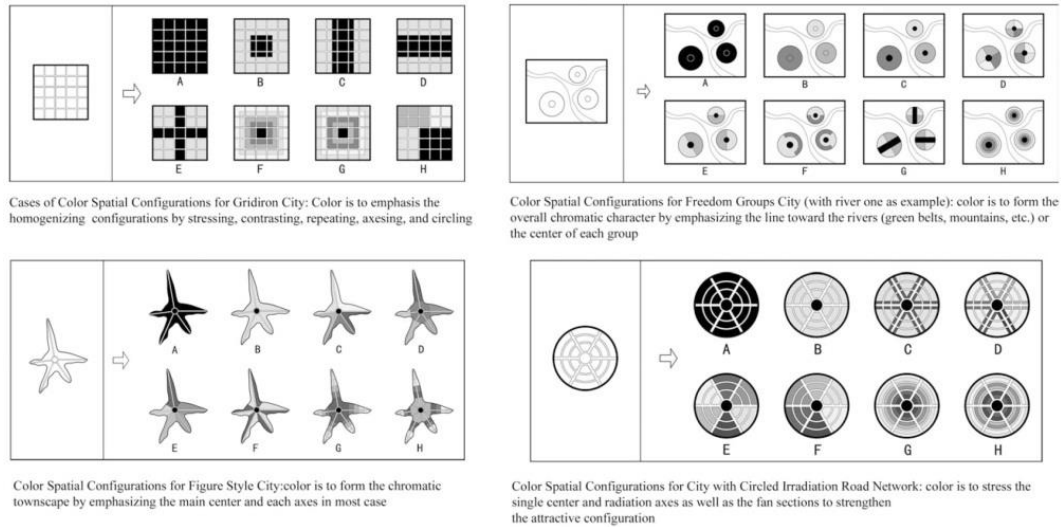 A B C D
E F G H
Cases of Color Spatial Configurations for Gridiron City: Color is to emphasis the
homogenizing configurations by stressing, contrasting, repeating, axesing, and circling
A B C D
E F G H
Color Spatial Configurations for Freedom Groups City (with river one as example): color is to form the
overall chromatic character by emphasizing the line toward the rivers (green belts, mountains, etc.) or
the center of each group
A B C D
E F G H
Color Spatial Configurations for Figure Style City:color is to form the chromatic
townscape by emphasizing the main center and each axes in most case
A B C D
E F G H
Color Spatial Configurations for City with Circled Irradiation Road Network: color is to stress the
single center and radiation axes as well as the fan sections to strengthen
the attractive configuration